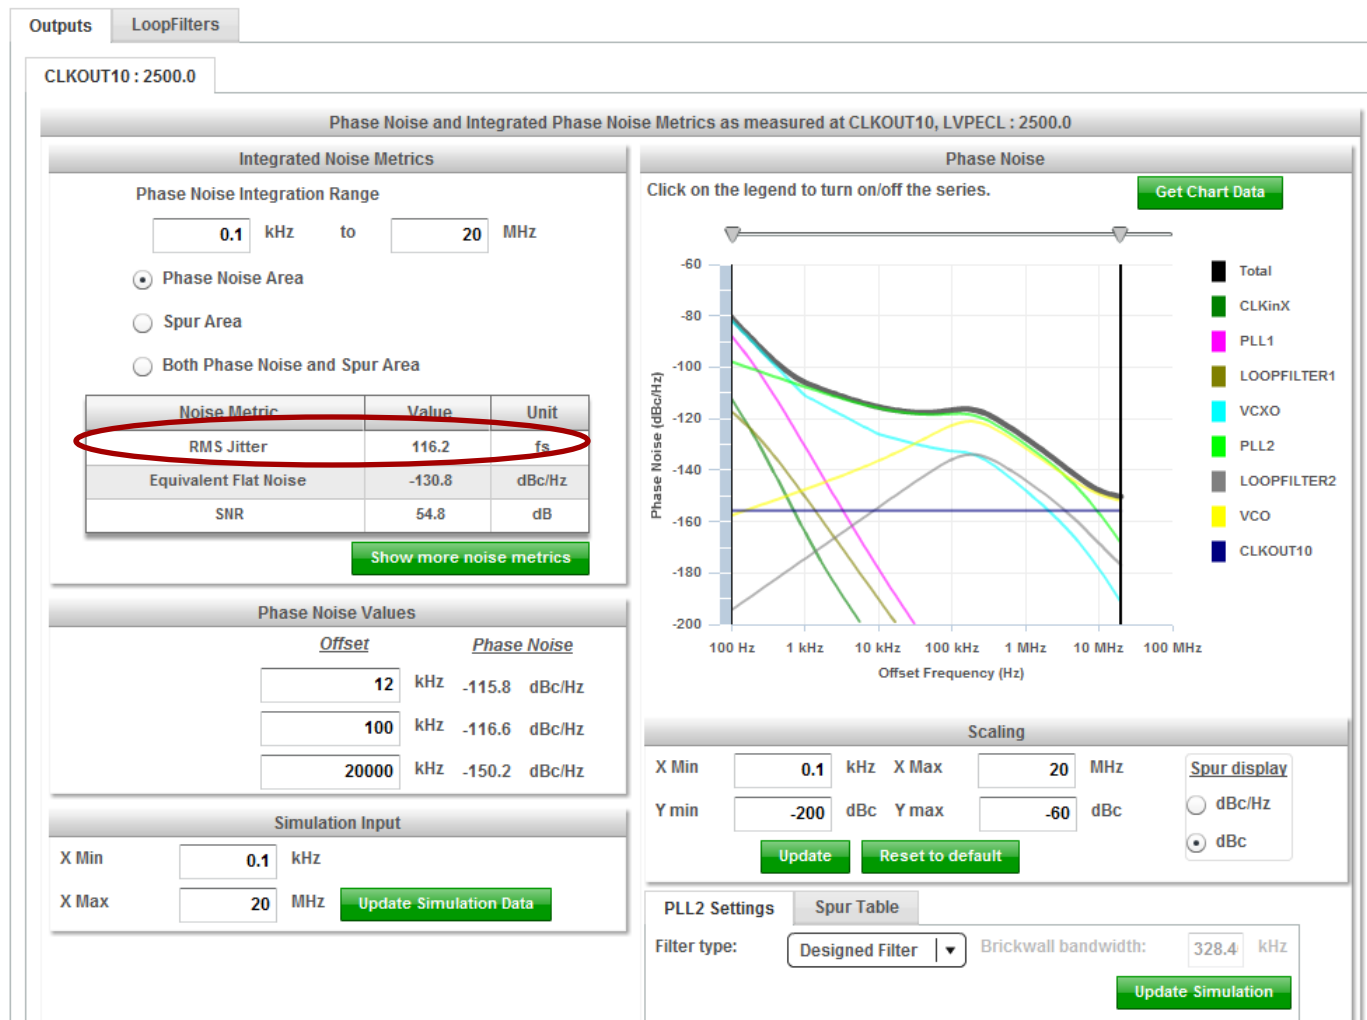 Outputs LoopFilters
CLKOUT10 : 2500.0
Phase Noise and Integrated Phase Noise Metrics as measured at CLKOUT10, LVPECL : 2500.0
Integrated Noise Metrics
Phase Noise Integration Range
0.1 kHz to 20 MHz
Phase Noise Area
Spur Area
Both Phase Noise and Spur Area
Noise Metric Value Unit
RMS Jitter 116.2 fs
Equivalent Flat Noise -130.8 dBc/Hz
SNR 54.8 dB
Show more noise metrics
Phase Noise Values
Offset Phase Noise
12 kHz -115.8 dBc/Hz
100 kHz -116.6 dBc/Hz
20000 kHz -150.2 dBc/Hz
Simulation Input
X Min 0.1 kHz
X Max 20 MHz Update Simulation Data
Phase Noise
Click on the legend to turn on/off the series. Get Chart Data
-60
-80
-100
-120
-140
-160
-180
-200
Phase Noise (dBc/Hz)
100 Hz 1 kHz 10 kHz 100 kHz 1 MHz 10 MHz 100 MHz
Offset Frequency (Hz)
Total
CLKinX
PLL1
LOOPFILTER1
VCXO
PLL2
LOOPFILTER2
VCO
CLKOUT10
Scaling
X Min 0.1 kHz X Max 20 MHz
Y min -200 dBc Y max -60 dBc
Update Reset to default
Spur display
dBc/Hz
dBc
PLL2 Settings Spur Table
Filter type: Designed Filter Brickwall bandwidth: 328.4 kHz
Update Simulation